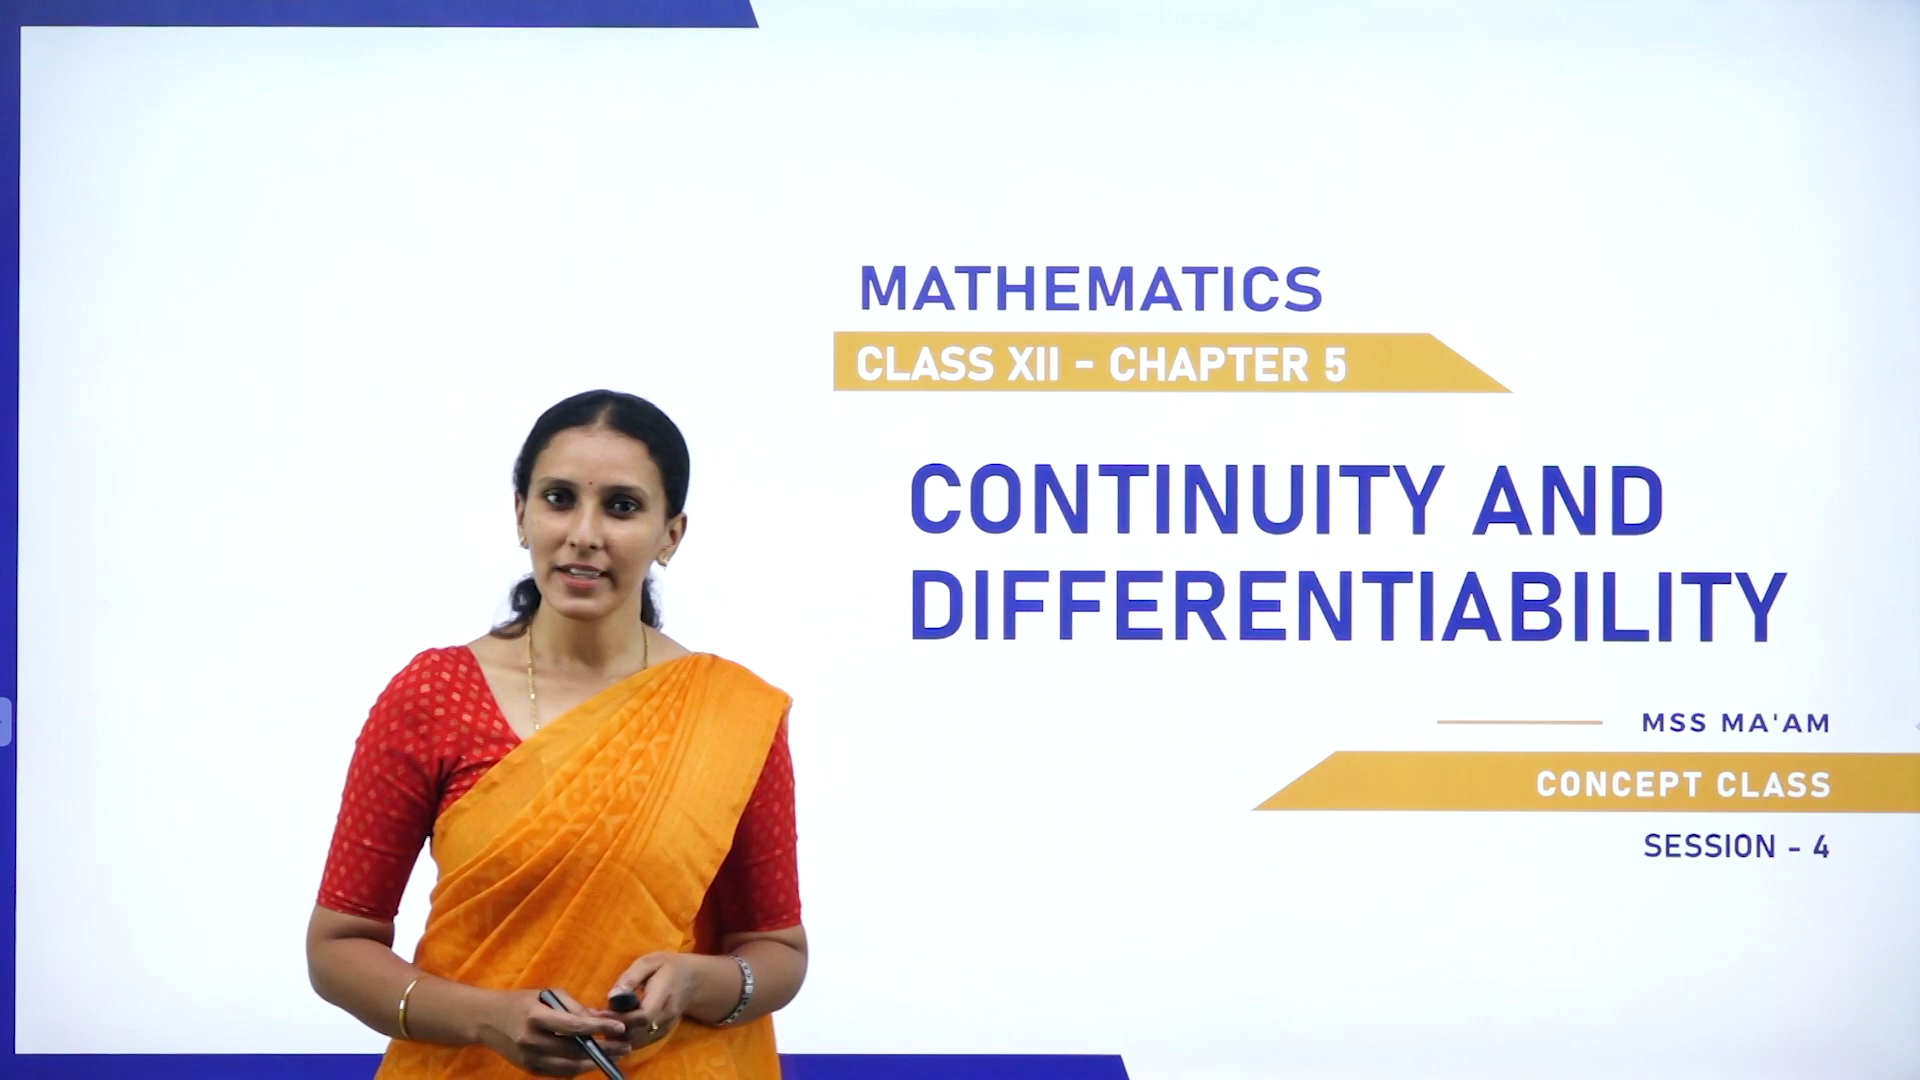 MATHEMATICS
CLASS XII - CHAPTER 5
CONTINUITY AND
DIFFERENTIABILITY
MSS MA'AM
CONCEPT CLASS
SESSION - 4